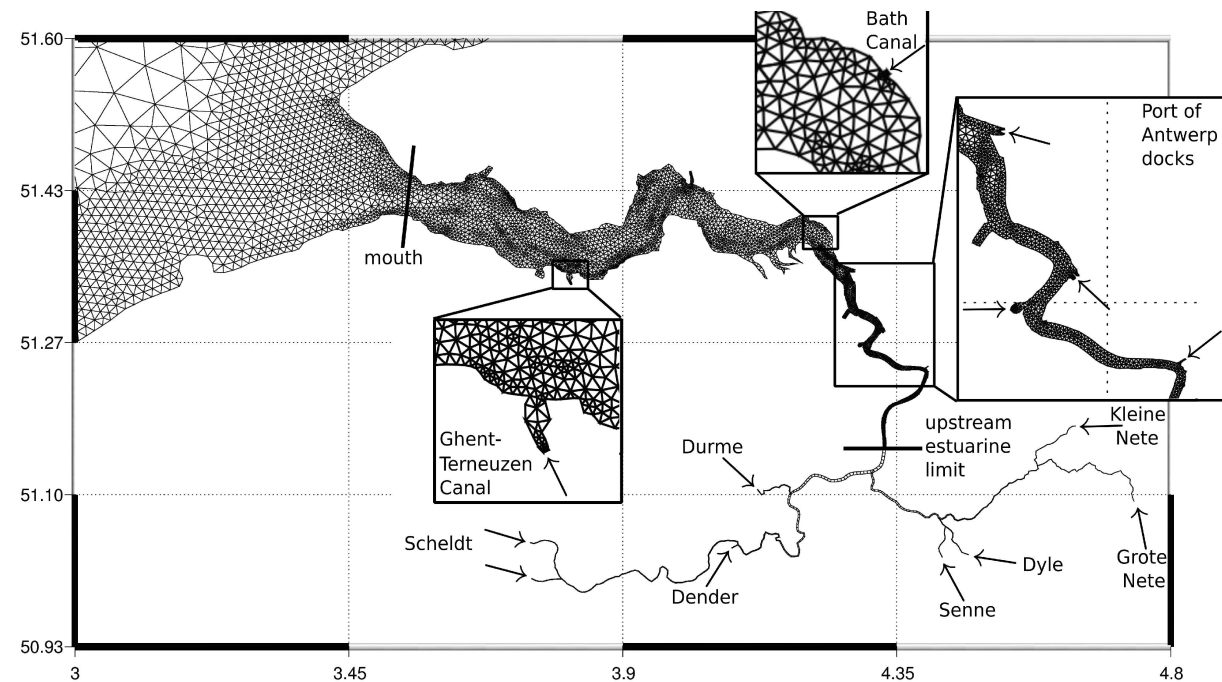 51.60
51.43
51.27
51.10
50.93
3
3.45
3.9
4.35
4.8
Bath
Canal
Port of
Antwerp
docks
mouth
Ghent-
Terneuzen
Canal
upstream
estuarine
limit
Kleine
Nete
Durme
Scheldt
Dender
Senne
Dyle
Grote
Nete